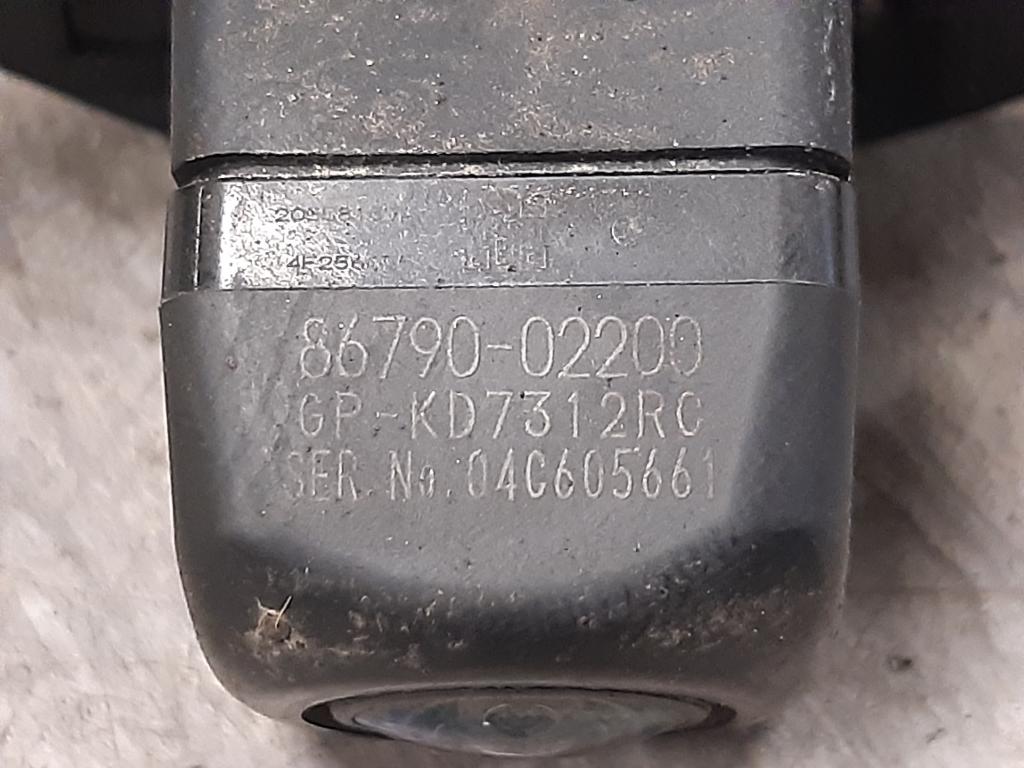 86790-02200
GP-KD7312RC
SER. No. 04C605661